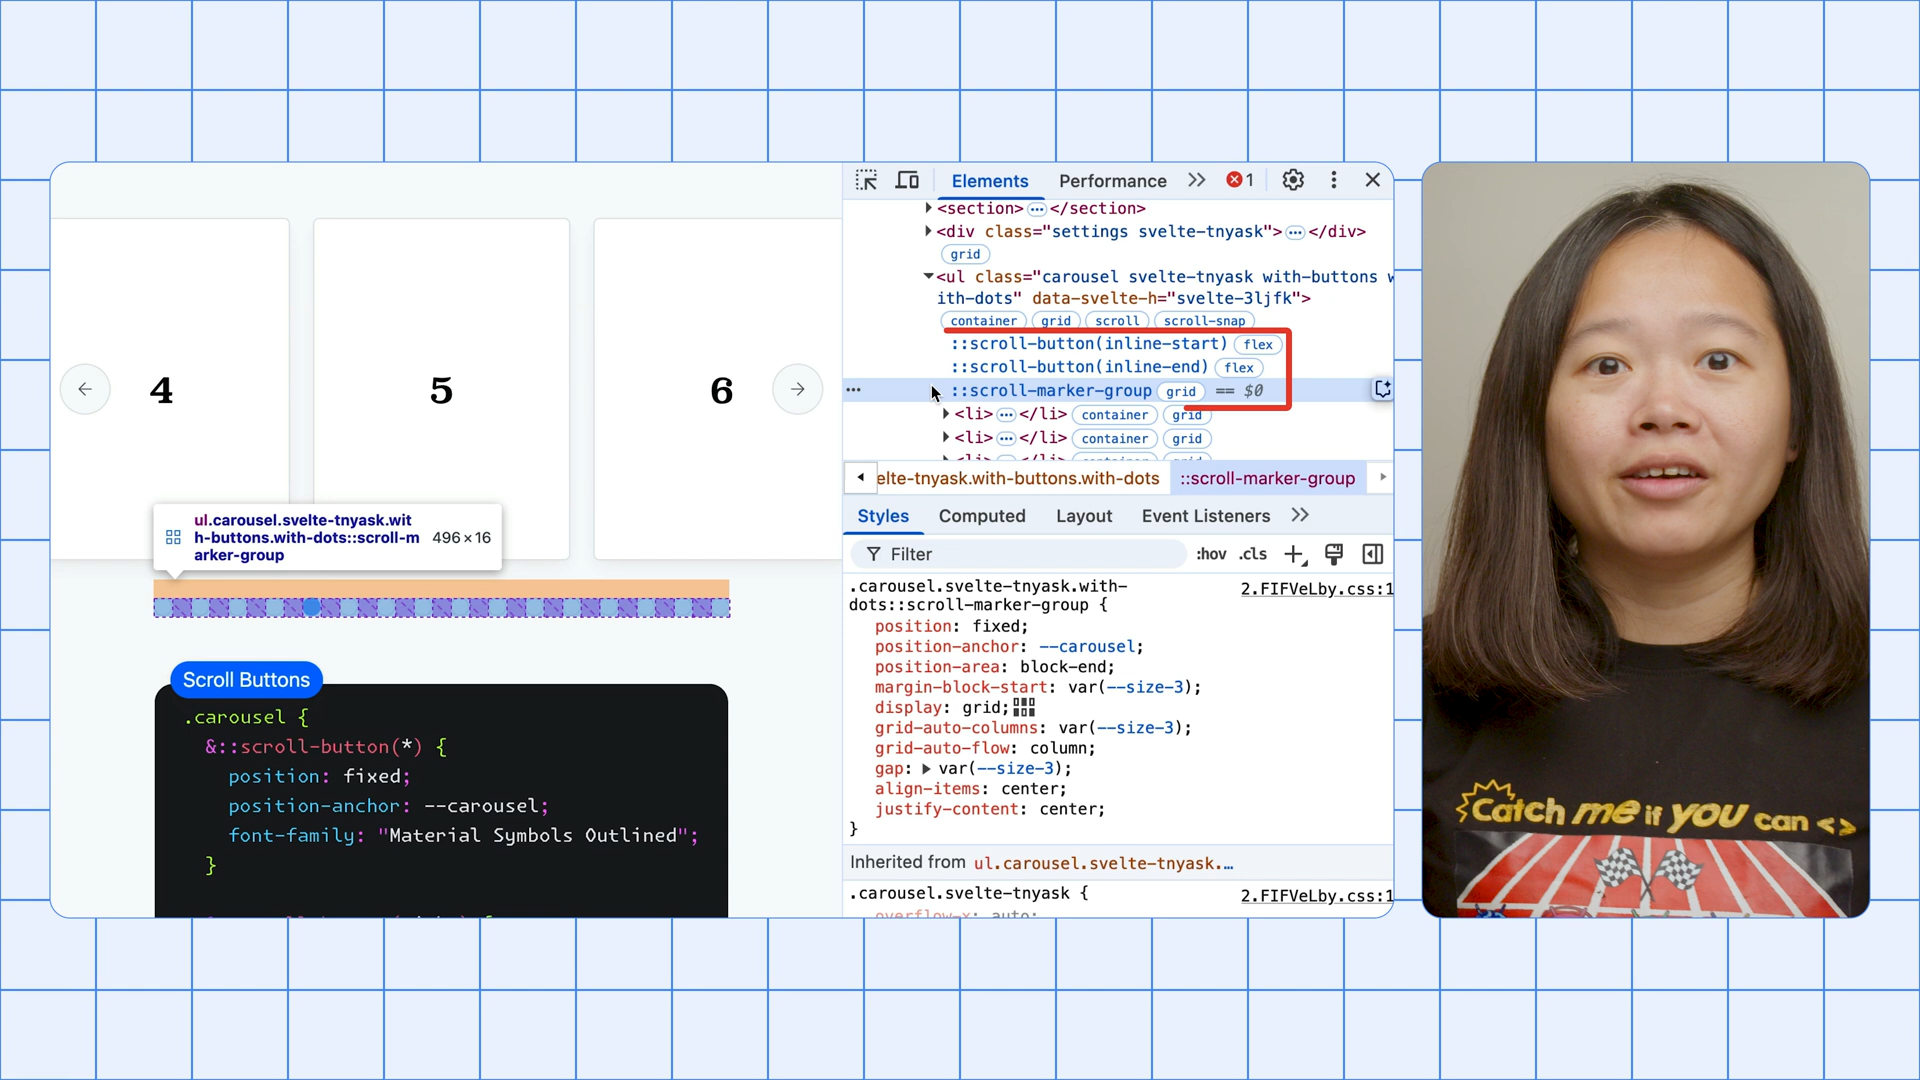 4
5
6
ul.carousel.svelte-tnyask.wit
h-buttons.with-dots::scroll-m
arker-group
496 × 16
Scroll Buttons
.carousel {
&::scroll-button(*) {
position: fixed;
position-anchor: --carousel;
font-family: "Material Symbols Outlined";
}
Elements
Performance
1
<section> </section>
<div class="settings svelte-tnyask"> </div>
grid
<ul class="carousel svelte-tnyask with-buttons w
ith-dots" data-svelte-h="svelte-3ljfk">
container grid scroll scroll-snap
::scroll-button(inline-start) flex
::scroll-button(inline-end) flex
::scroll-marker-group grid == $0
<li> </li> container grid
<li> </li> container grid
elte-tnyask.with-buttons.with-dots ::scroll-marker-group
Styles Computed Layout Event Listeners
Filter :hov .cls
.carousel.svelte-tnyask.with-
dots::scroll-marker-group {
2.FIFVeLby.css:1
position: fixed;
position-anchor: --carousel;
position-area: block-end;
margin-block-start: var(--size-3);
display: grid;
grid-auto-columns: var(--size-3);
grid-auto-flow: column;
gap: var(--size-3);
align-items: center;
justify-content: center;
}
Inherited from ul.carousel.svelte-tnyask.…
.carousel.svelte-tnyask {
2.FIFVeLby.css:1
overflow-x: auto;
Catch me if you can <>